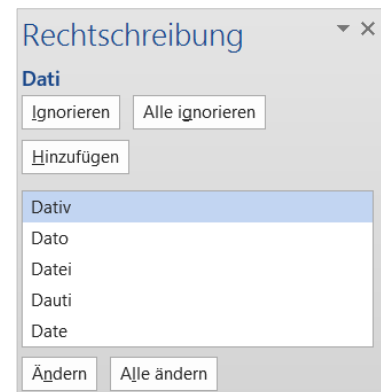 Rechtschreibung
Dati
Ignorieren Alle ignorieren
Hinzufügen
Dativ
Dato
Datei
Dauti
Date
Ändern Alle ändern